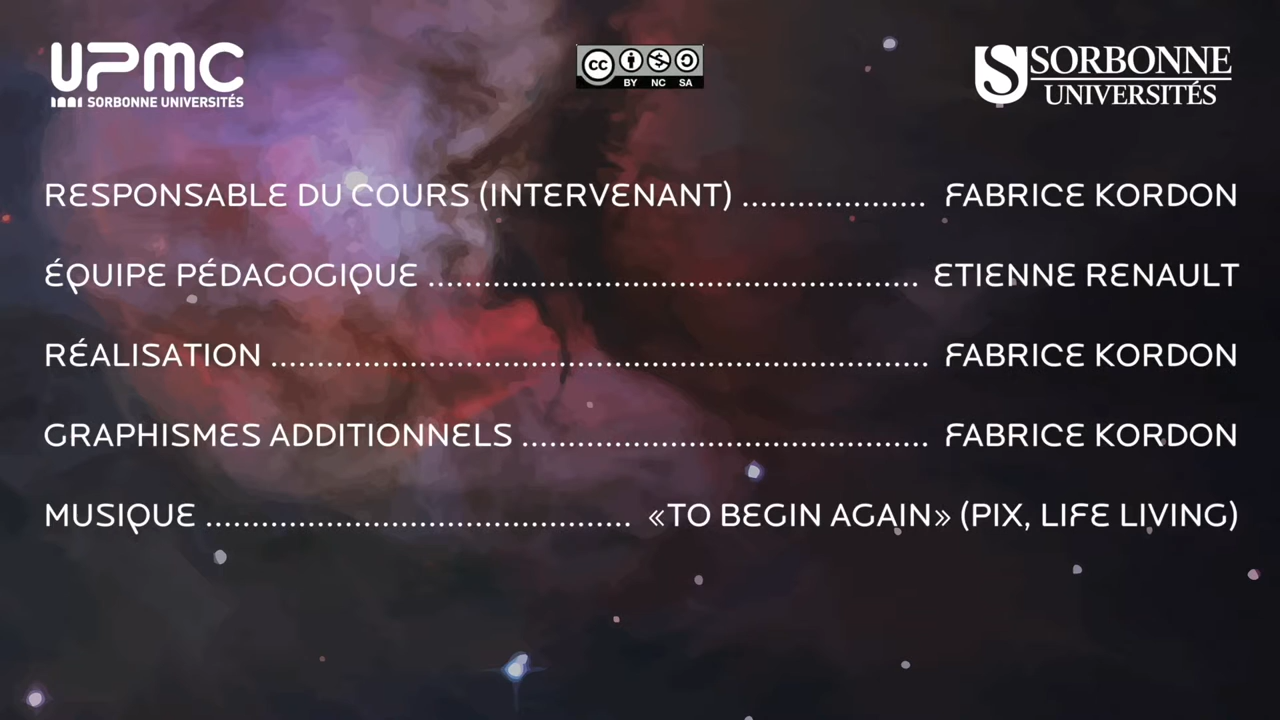 UPMC
SORBONNE UNIVERSITÉS
cc
BY NC SA
SORBONNE
UNIVERSITÉS
RESPONSABLE DU COURS (INTERVENANT) .................... FABRICE KORDON
ÉQUIPE PÉDAGOGIQUE ..................................................... ETIENNE RENAULT
RÉALISATION ....................................................................... FABRICE KORDON
GRAPHISMES ADDITIONNELS ............................................ FABRICE KORDON
MUSIQUE .............................................. «TO BEGIN AGAIN» (PIX, LIFE LIVING)